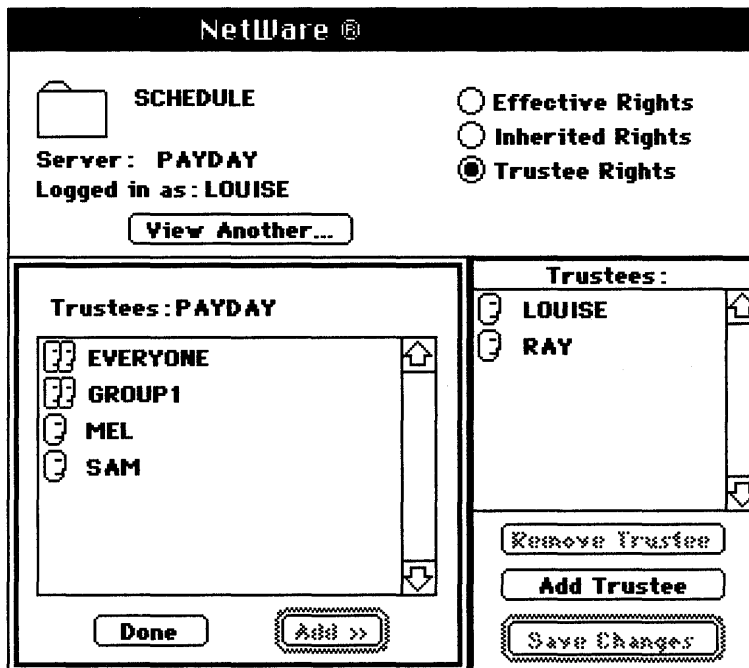 NetWare ®
SCHEDULE
Server: PAYDAY
Logged in as: LOUISE
View Another...
Effective Rights
Inherited Rights
Trustee Rights
Trustees: PAYDAY
EVERYONE
GROUP1
MEL
SAM
Done
Add >>
Trustees:
LOUISE
RAY
Remove Trustee
Add Trustee
Save Changes